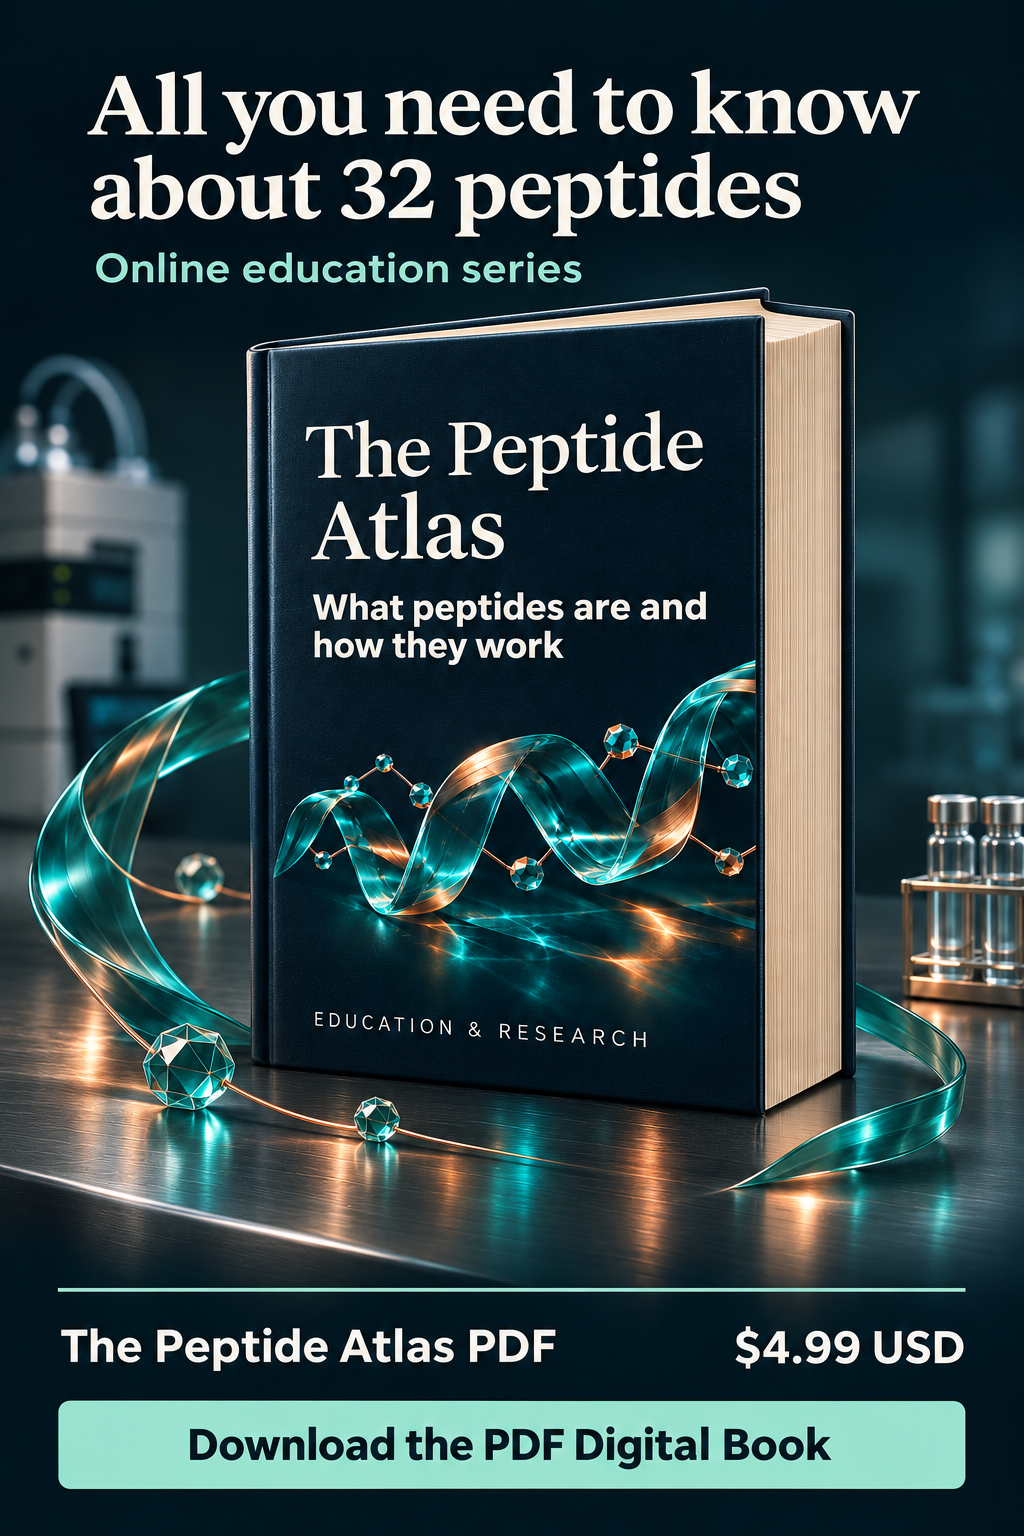 All you need to know
about 32 peptides
Online education series
The Peptide
Atlas
What peptides are and
how they work
EDUCATION & RESEARCH
The Peptide Atlas PDF
$4.99 USD
Download the PDF Digital Book